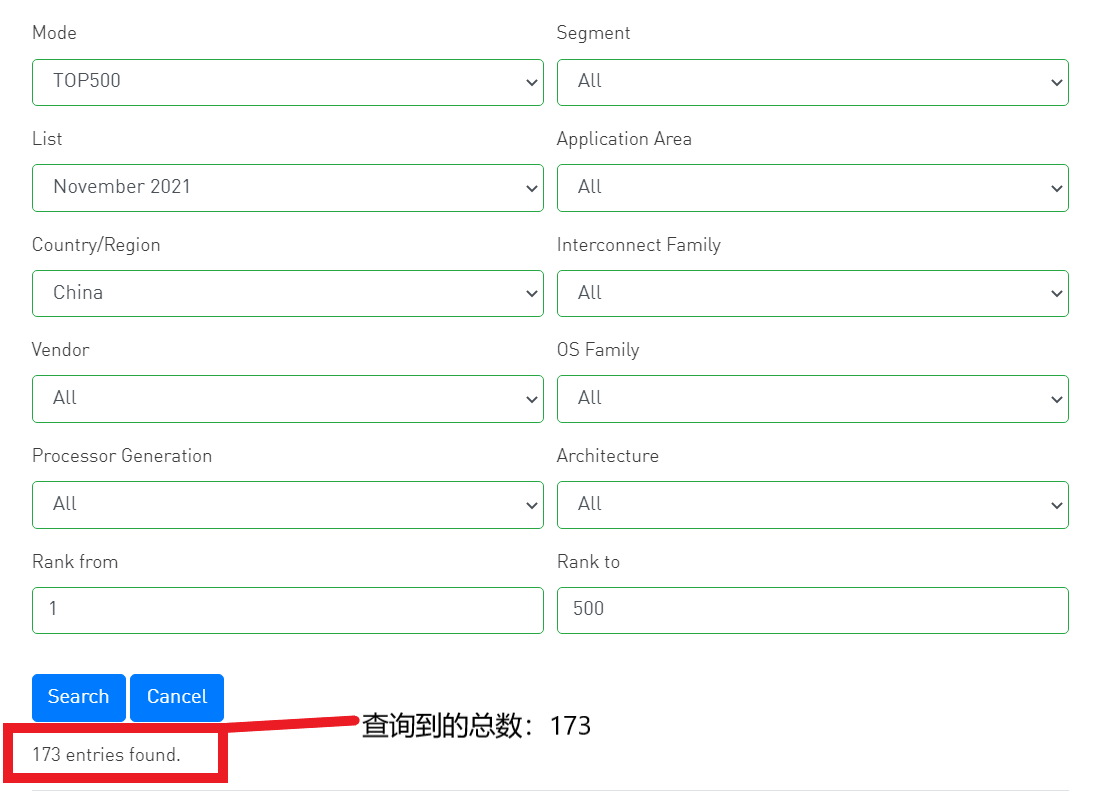 Mode Segment
TOP500 All
List Application Area
November 2021 All
Country/Region Interconnect Family
China All
Vendor OS Family
All All
Processor Generation Architecture
All All
Rank from Rank to
1 500
Search Cancel
查询到的总数：173
173 entries found.